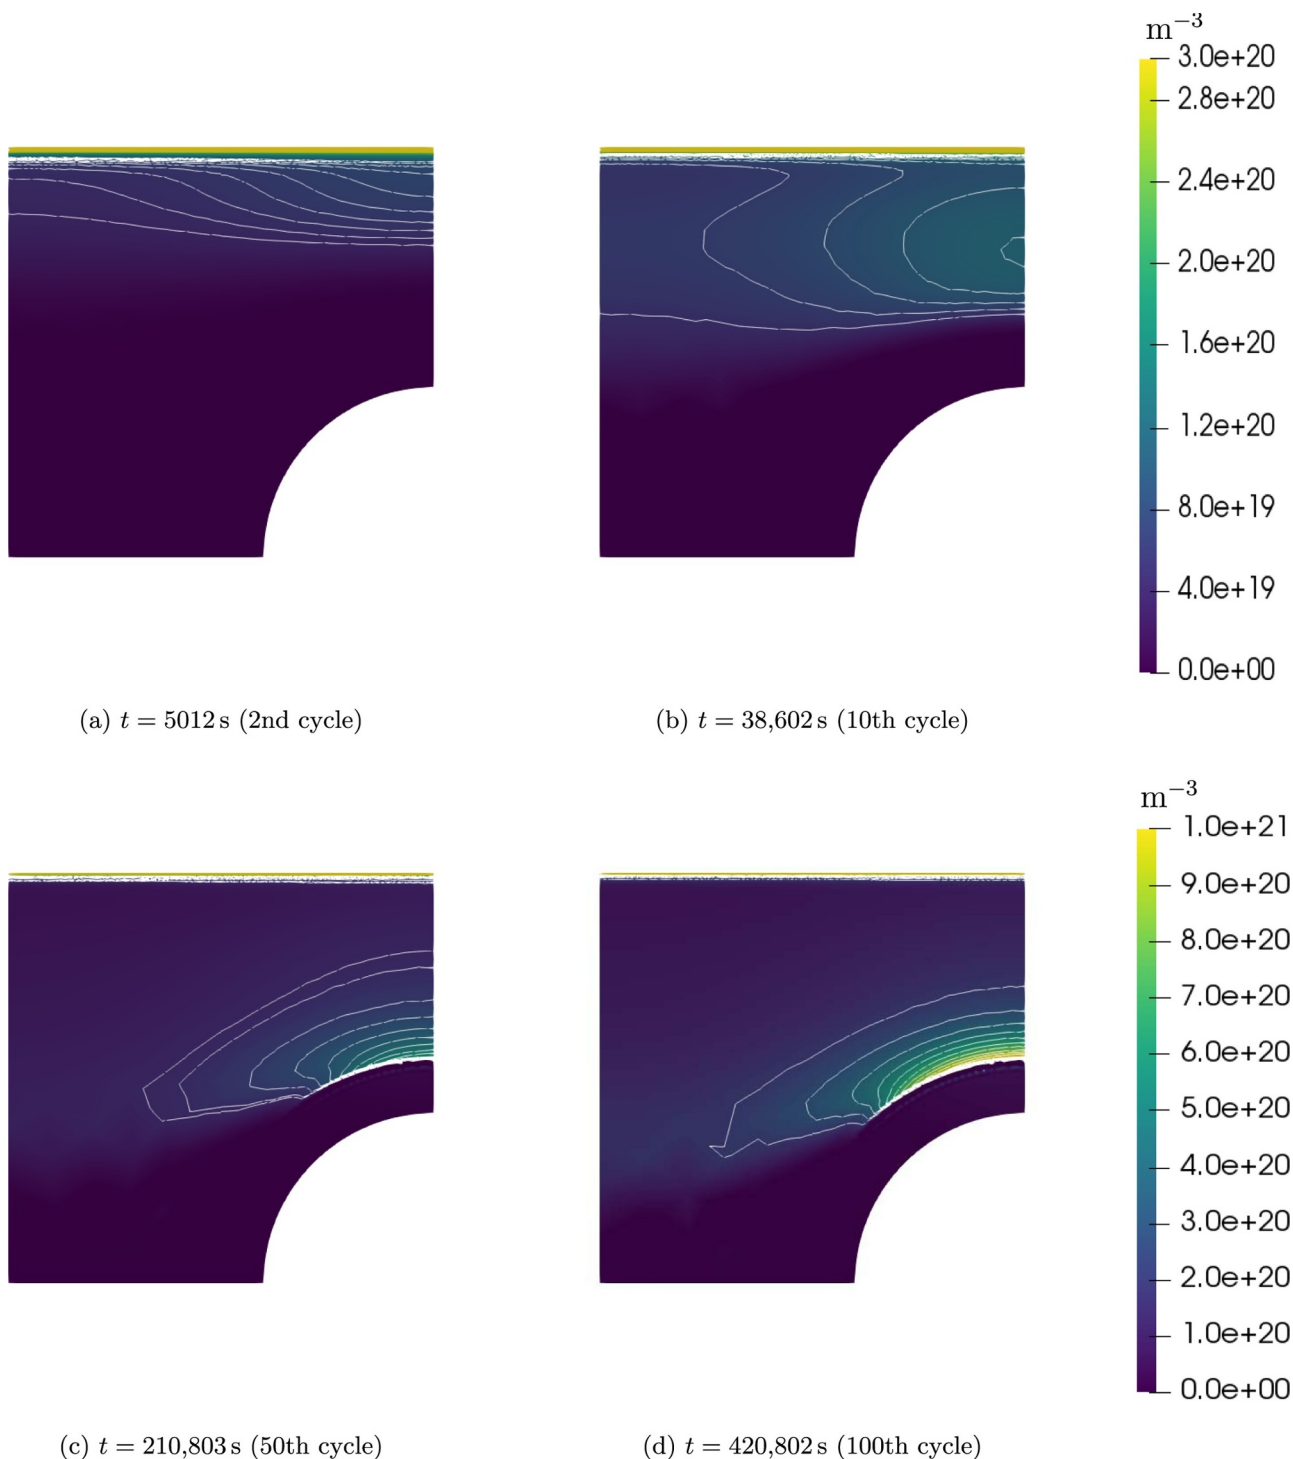 m⁻³
3.0e+20
2.8e+20
2.4e+20
2.0e+20
1.6e+20
1.2e+20
8.0e+19
4.0e+19
0.0e+00
(a) t = 5012 s (2nd cycle)
(b) t = 38,602 s (10th cycle)
m⁻³
1.0e+21
9.0e+20
8.0e+20
7.0e+20
6.0e+20
5.0e+20
4.0e+20
3.0e+20
2.0e+20
1.0e+20
0.0e+00
(c) t = 210,803 s (50th cycle)
(d) t = 420,802 s (100th cycle)